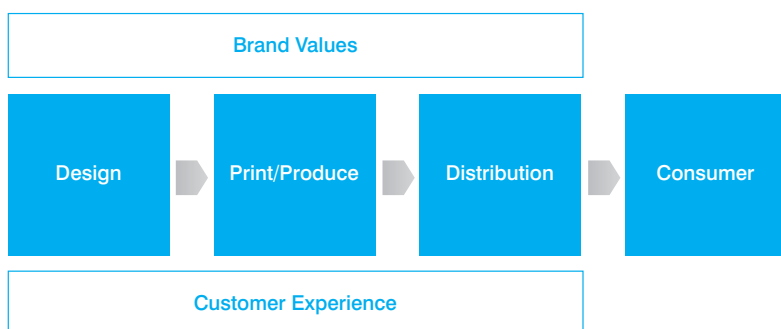 Brand Values
Design
Print/Produce
Distribution
Consumer
Customer Experience